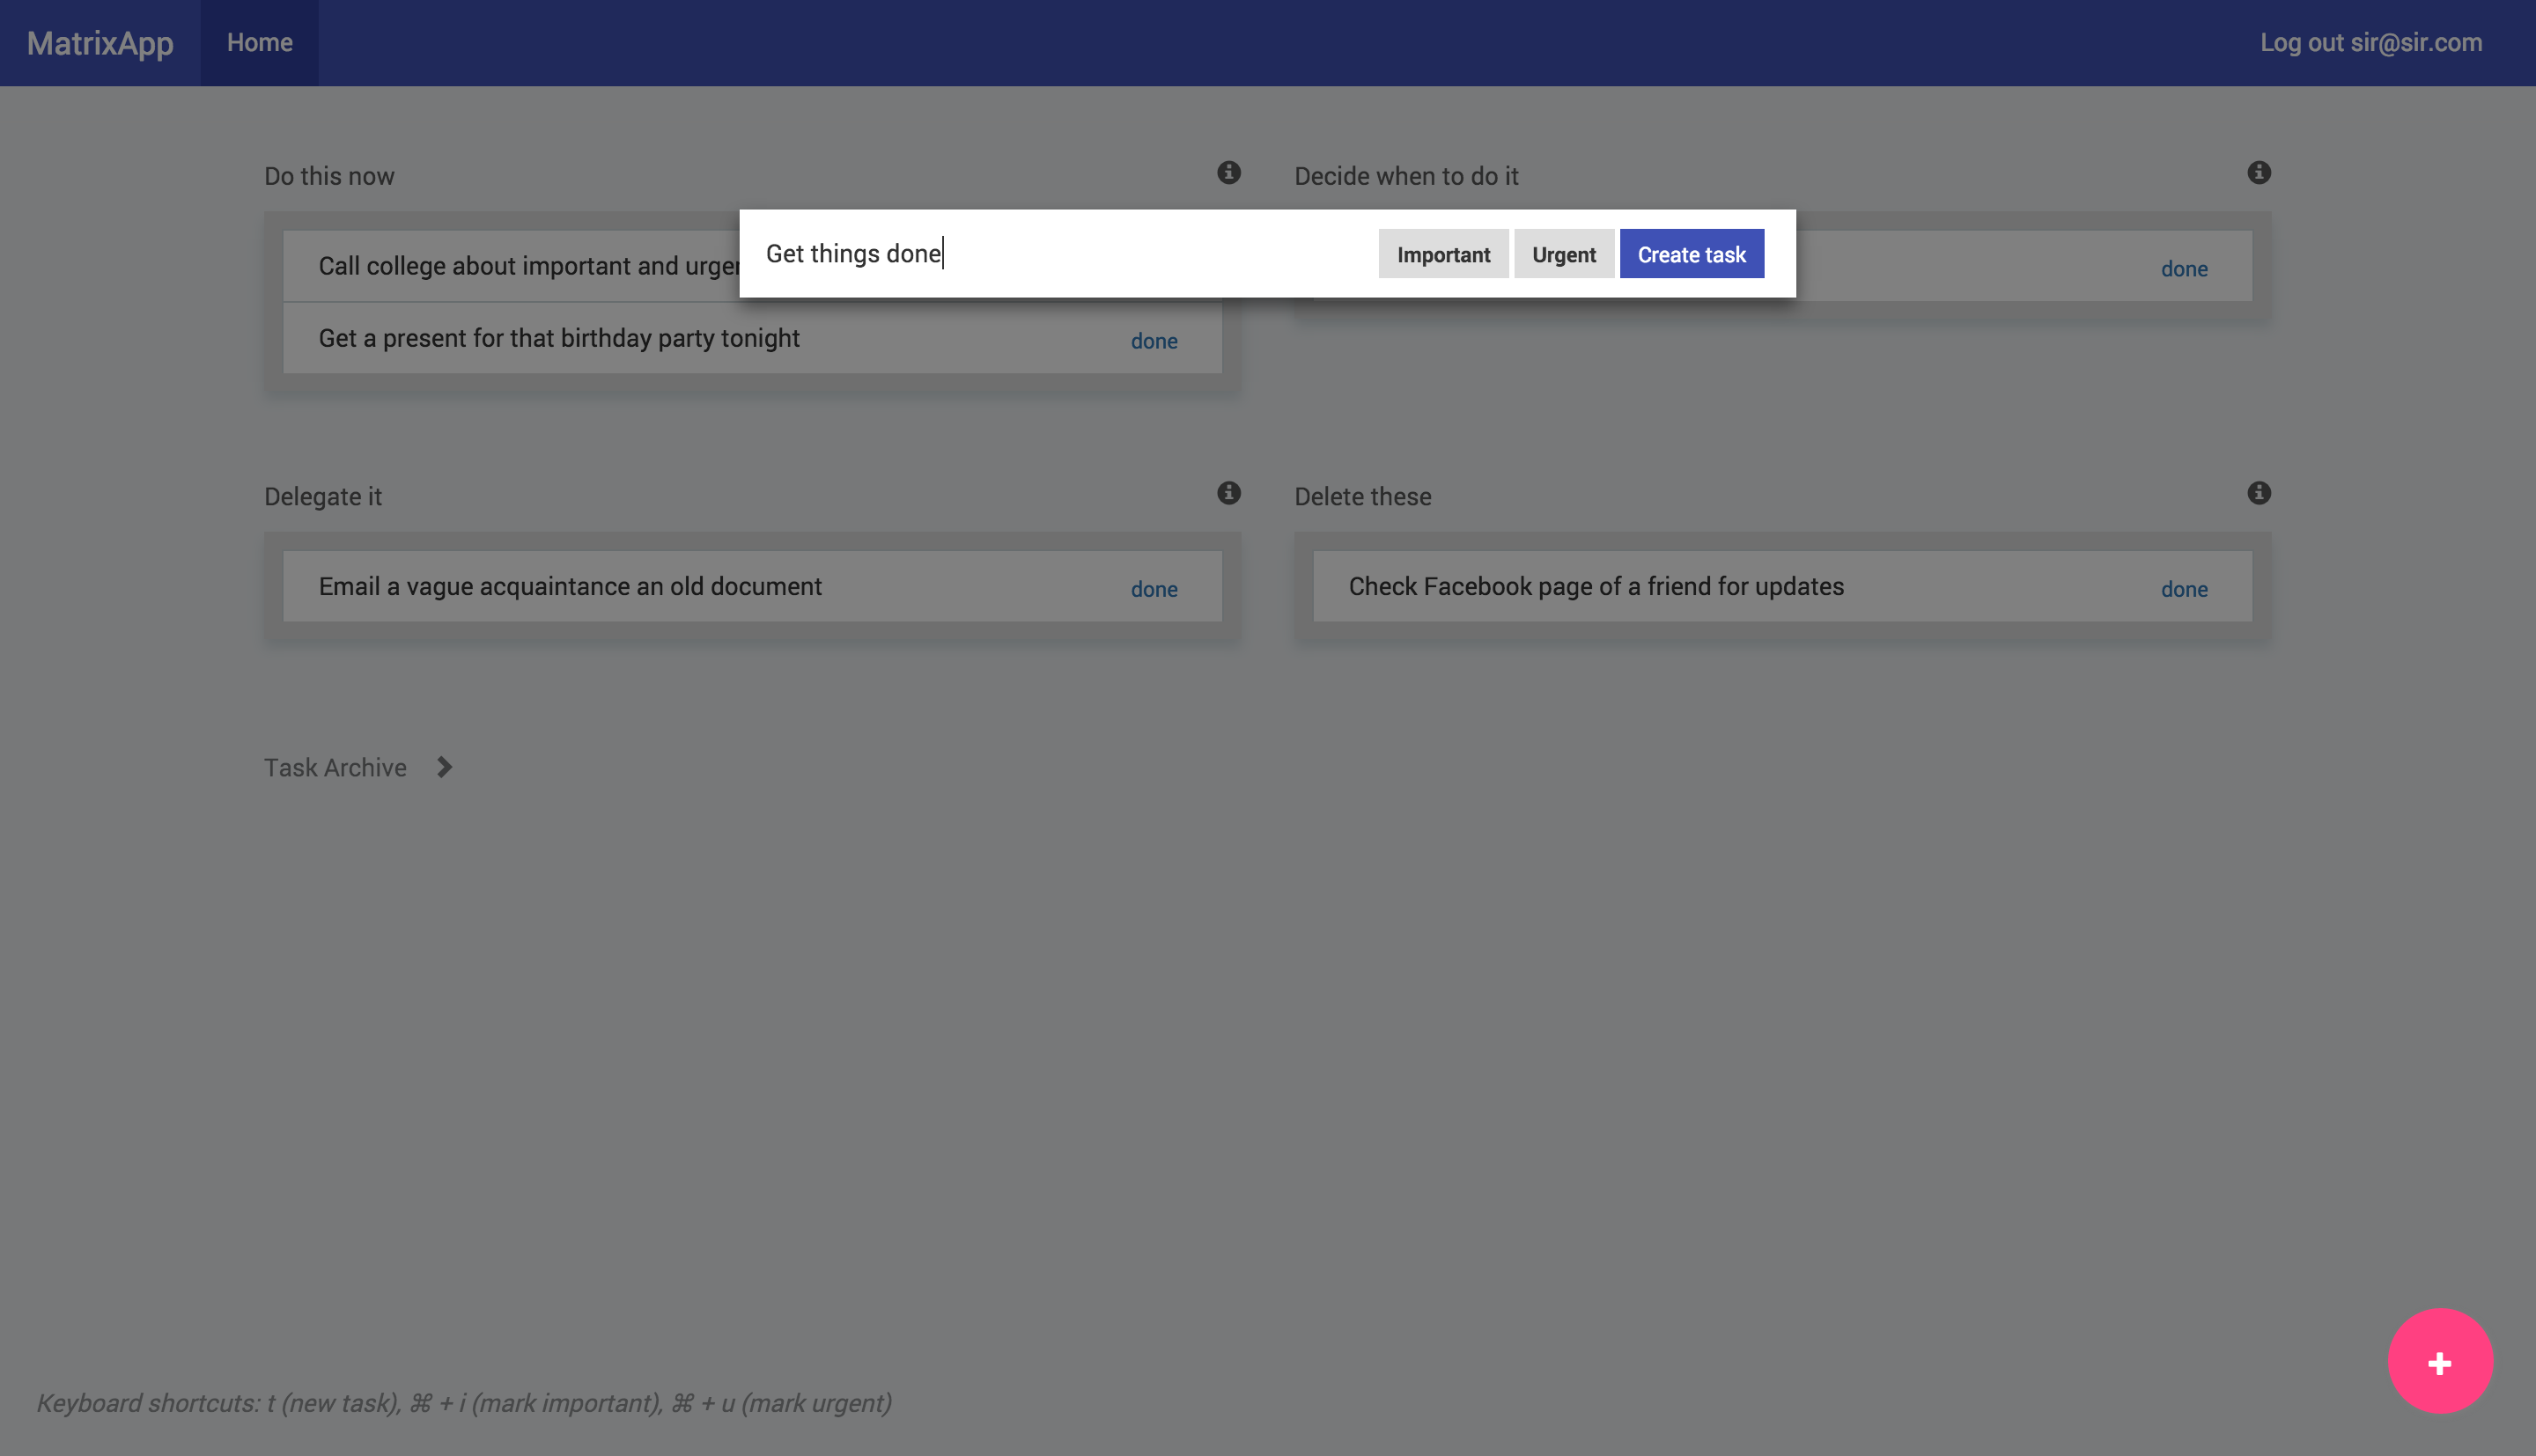 MatrixApp Home Log out sir@sir.com
Do this now
Call college about important and
Get a present for that birthday party tonight done
Decide when to do it
done
Get things done Important Urgent Create task
Delegate it
Email a vague acquaintance an old document done
Delete these
Check Facebook page of a friend for updates done
Task Archive
Keyboard shortcuts: t (new task), ⌘ + i (mark important), ⌘ + u (mark urgent)